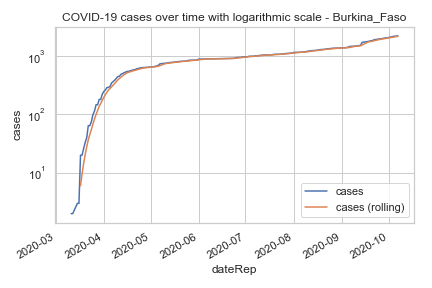 COVID-19 cases over time with logarithmic scale - Burkina_Faso
cases
10³
10²
10¹
cases
cases (rolling)
2020-03
2020-04
2020-05
2020-06
2020-07
2020-08
2020-09
2020-10
dateRep